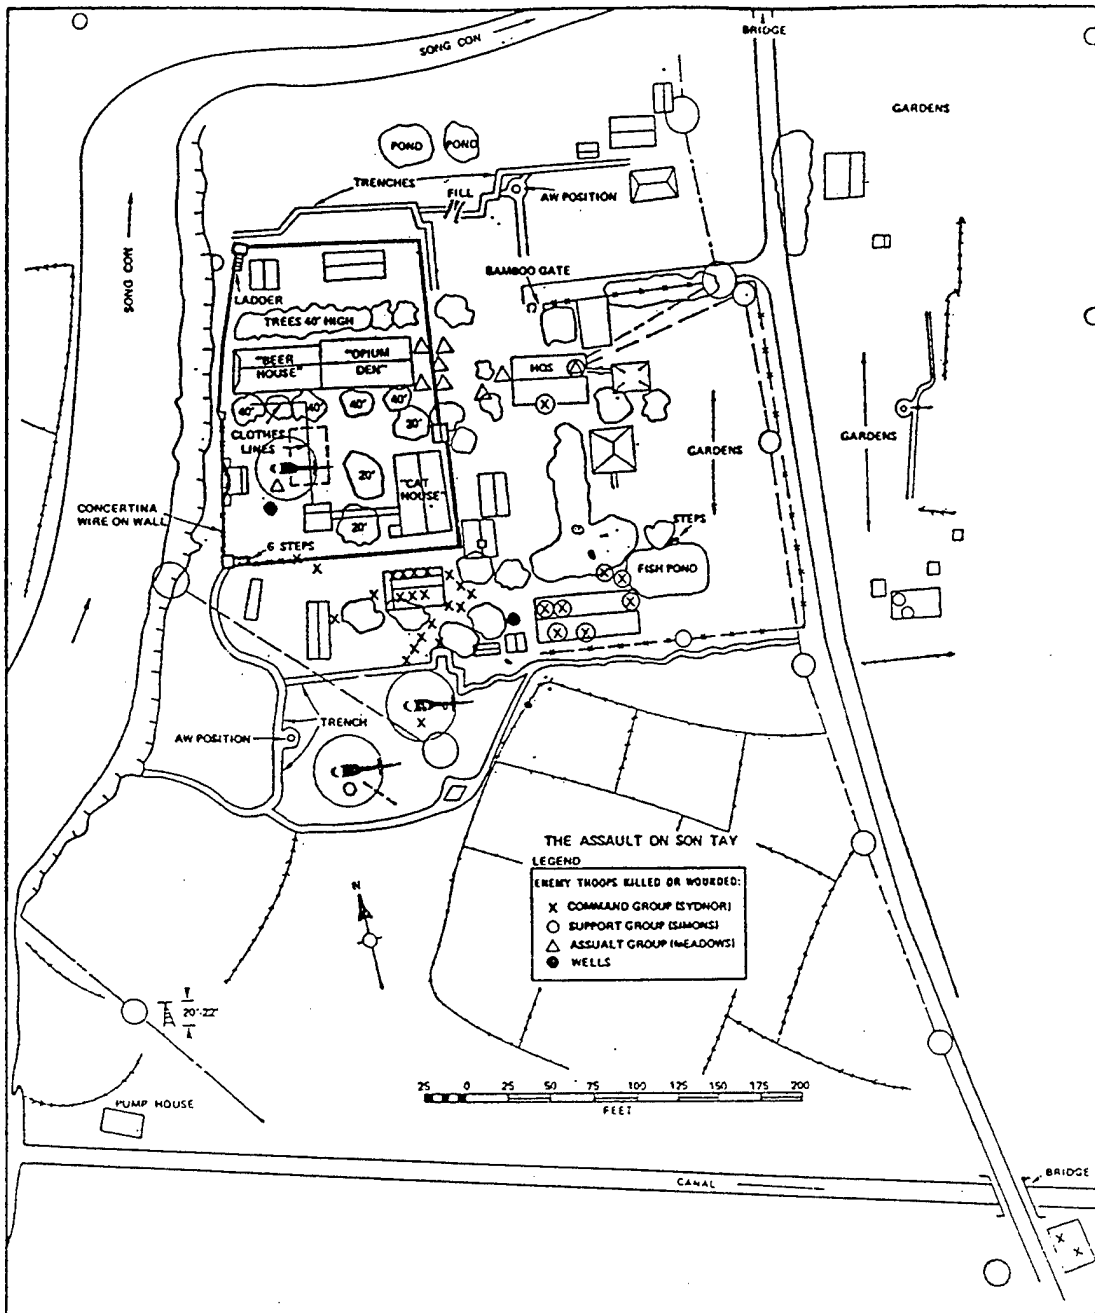 SONG CON
BRIDGE
GARDENS
POND
POND
TRENCHES
FILL
AW POSITION
SONG CON
BAMBOO GATE
LADDER
TREES 40' HIGH
"BEER
HOUSE"
"OPIUM
DEN"
HQS
40'
40'
40'
40'
30'
CLOTHES
LINES
20'
"CAT
HOUSE"
GARDENS
GARDENS
CONCERTINA
WIRE ON WALL
20'
6 STEPS
STEPS
FISH POND
TRENCH
AW POSITION
THE ASSAULT ON SON TAY
LEGEND
ENEMY TROOPS KILLED OR WOUNDED:
X COMMAND GROUP (SYDNOR)
○ SUPPORT GROUP (SIMONS)
△ ASSUALT GROUP (MEADOWS)
● WELLS
N
20'-22'
25 0 25 50 75 100 125 150 175 200
FEET
PUMP HOUSE
CANAL
BRIDGE